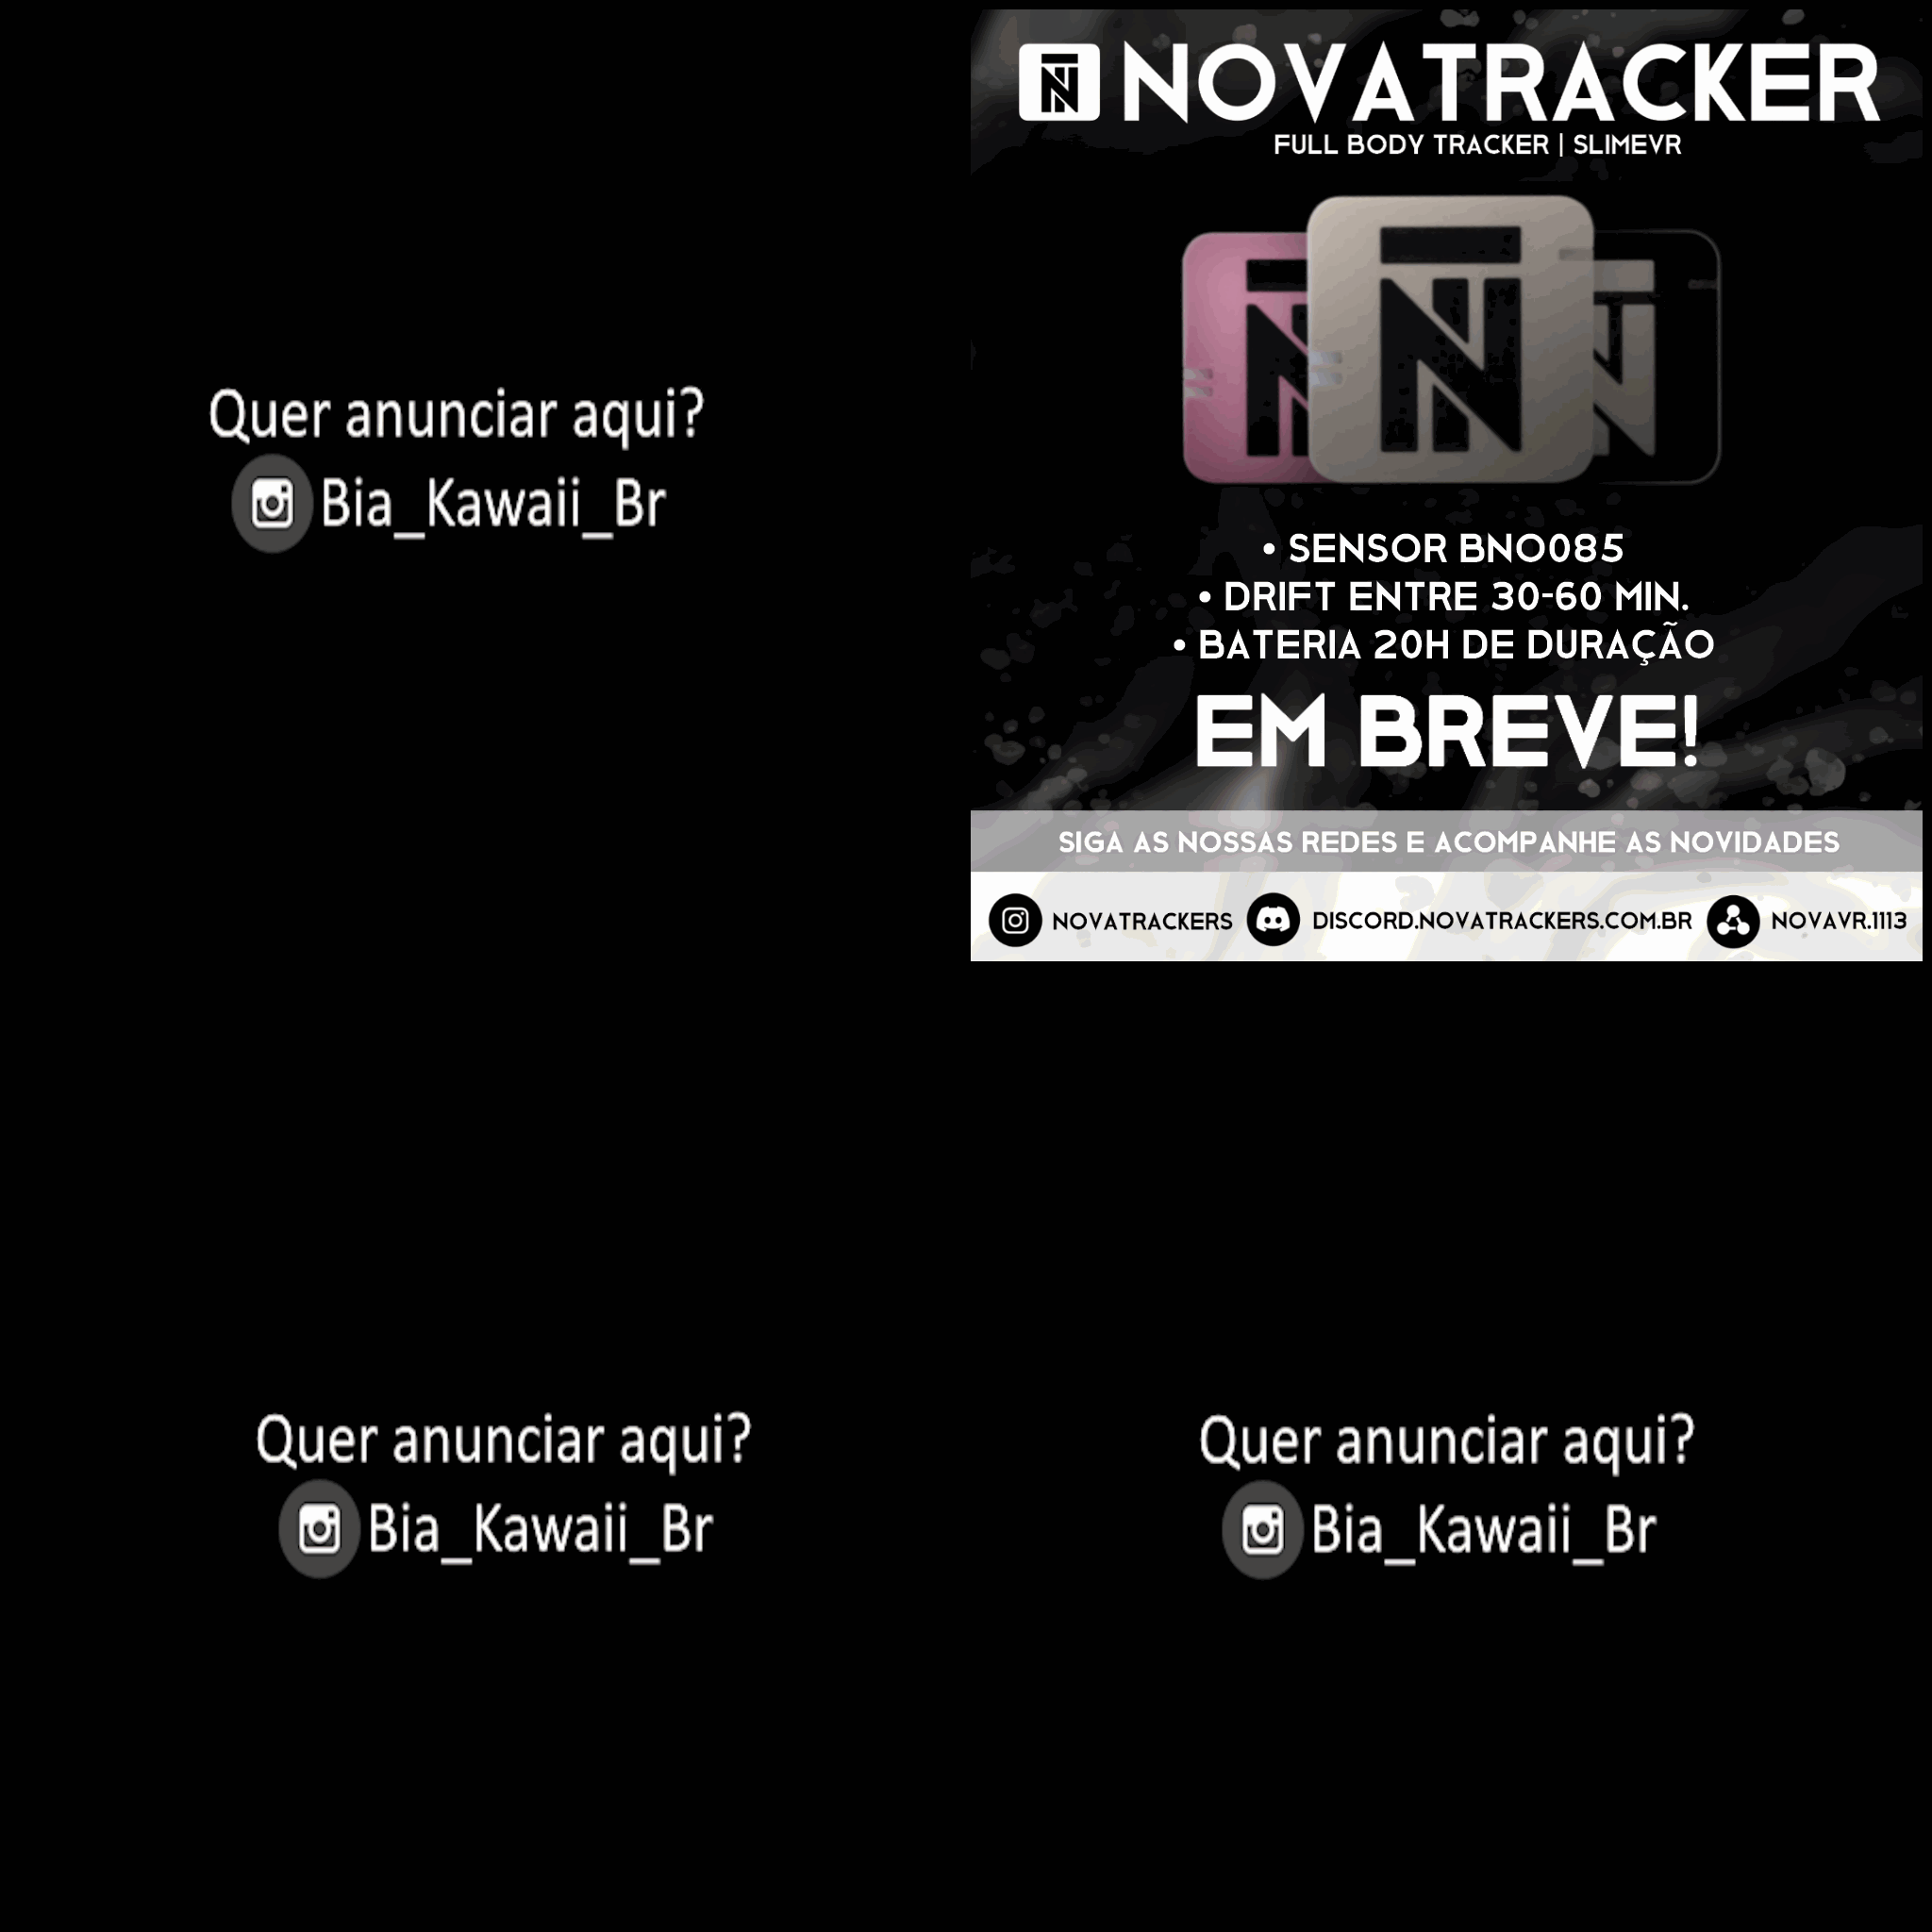 Quer anunciar aqui?
Bia_Kawaii_Br
NOVATRACKER
FULL BODY TRACKER | SLIMEVR
• SENSOR BNO085
• DRIFT ENTRE 30-60 MIN.
• BATERIA 20H DE DURAÇÃO
EM BREVE!
SIGA AS NOSSAS REDES E ACOMPANHE AS NOVIDADES
NOVATRACKERS DISCORD.NOVATRACKERS.COM.BR NOVAVR.1113
Quer anunciar aqui?
Bia_Kawaii_Br
Quer anunciar aqui?
Bia_Kawaii_Br